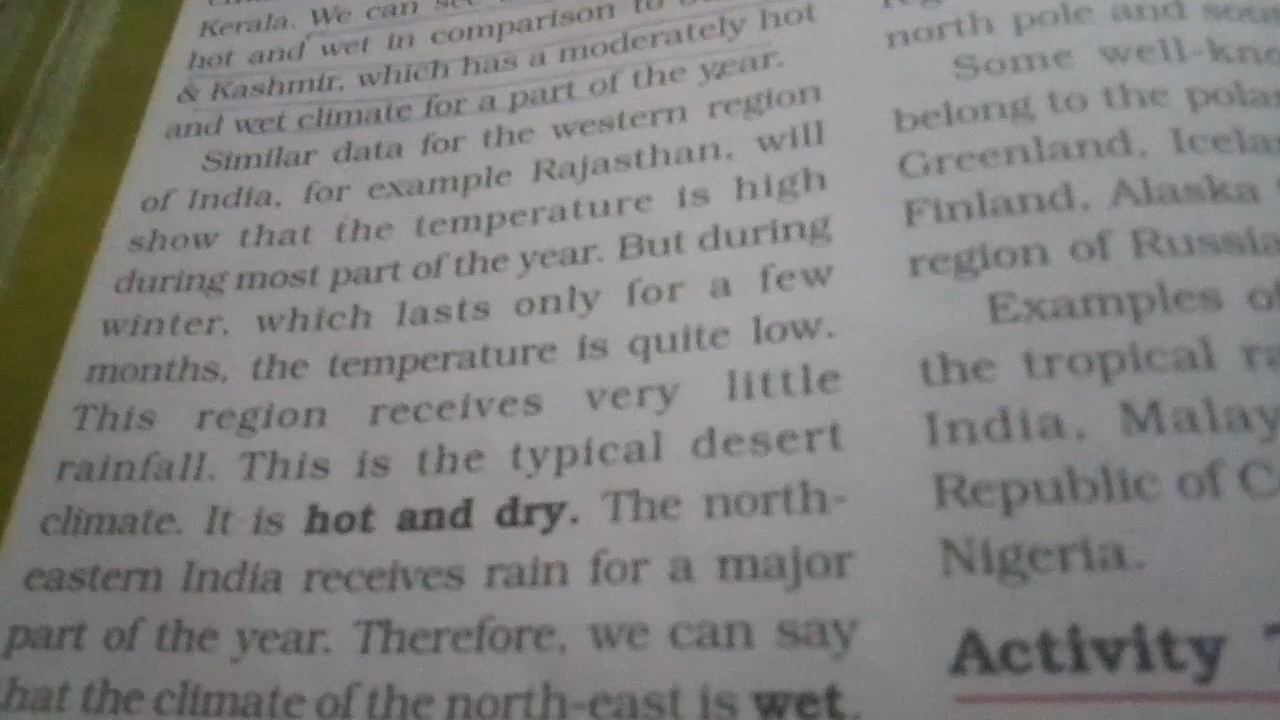 Kerala. We can
hot and wet in comparison to
& Kashmir, which has a moderately hot
and wet climate for a part of the year.
Similar data for the western region
of India, for example Rajasthan, will
show that the temperature is high
during most part of the year. But during
winter, which lasts only for a few
months, the temperature is quite low.
This region receives very little
rainfall. This is the typical desert
climate. It is hot and dry. The north-
eastern India receives rain for a major
part of the year. Therefore, we can say
hat the climate of the north-east is wet.
north pole and
Some well-kno
belong to the polar
Greenland, Icela
Finland, Alaska
region of Russia
Examples of
the tropical ra
India, Malay
Republic of C
Nigeria.
Activity